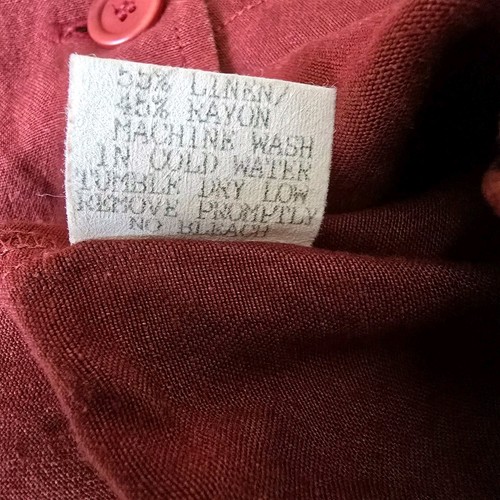 55% LINEN/
45% RAYON
MACHINE WASH
IN COLD WATER
TUMBLE DRY LOW
REMOVE PROMPTLY
NO BLEACH